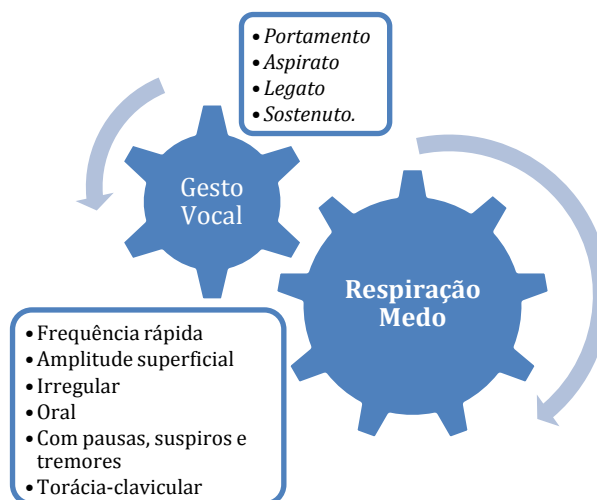 • Portamento
• Aspirato
• Legato
• Sostenuto.
Gesto
Vocal
Respiração
Medo
• Frequência rápida
• Amplitude superficial
• Irregular
• Oral
• Com pausas, suspiros e
tremores
• Torácia-clavicular